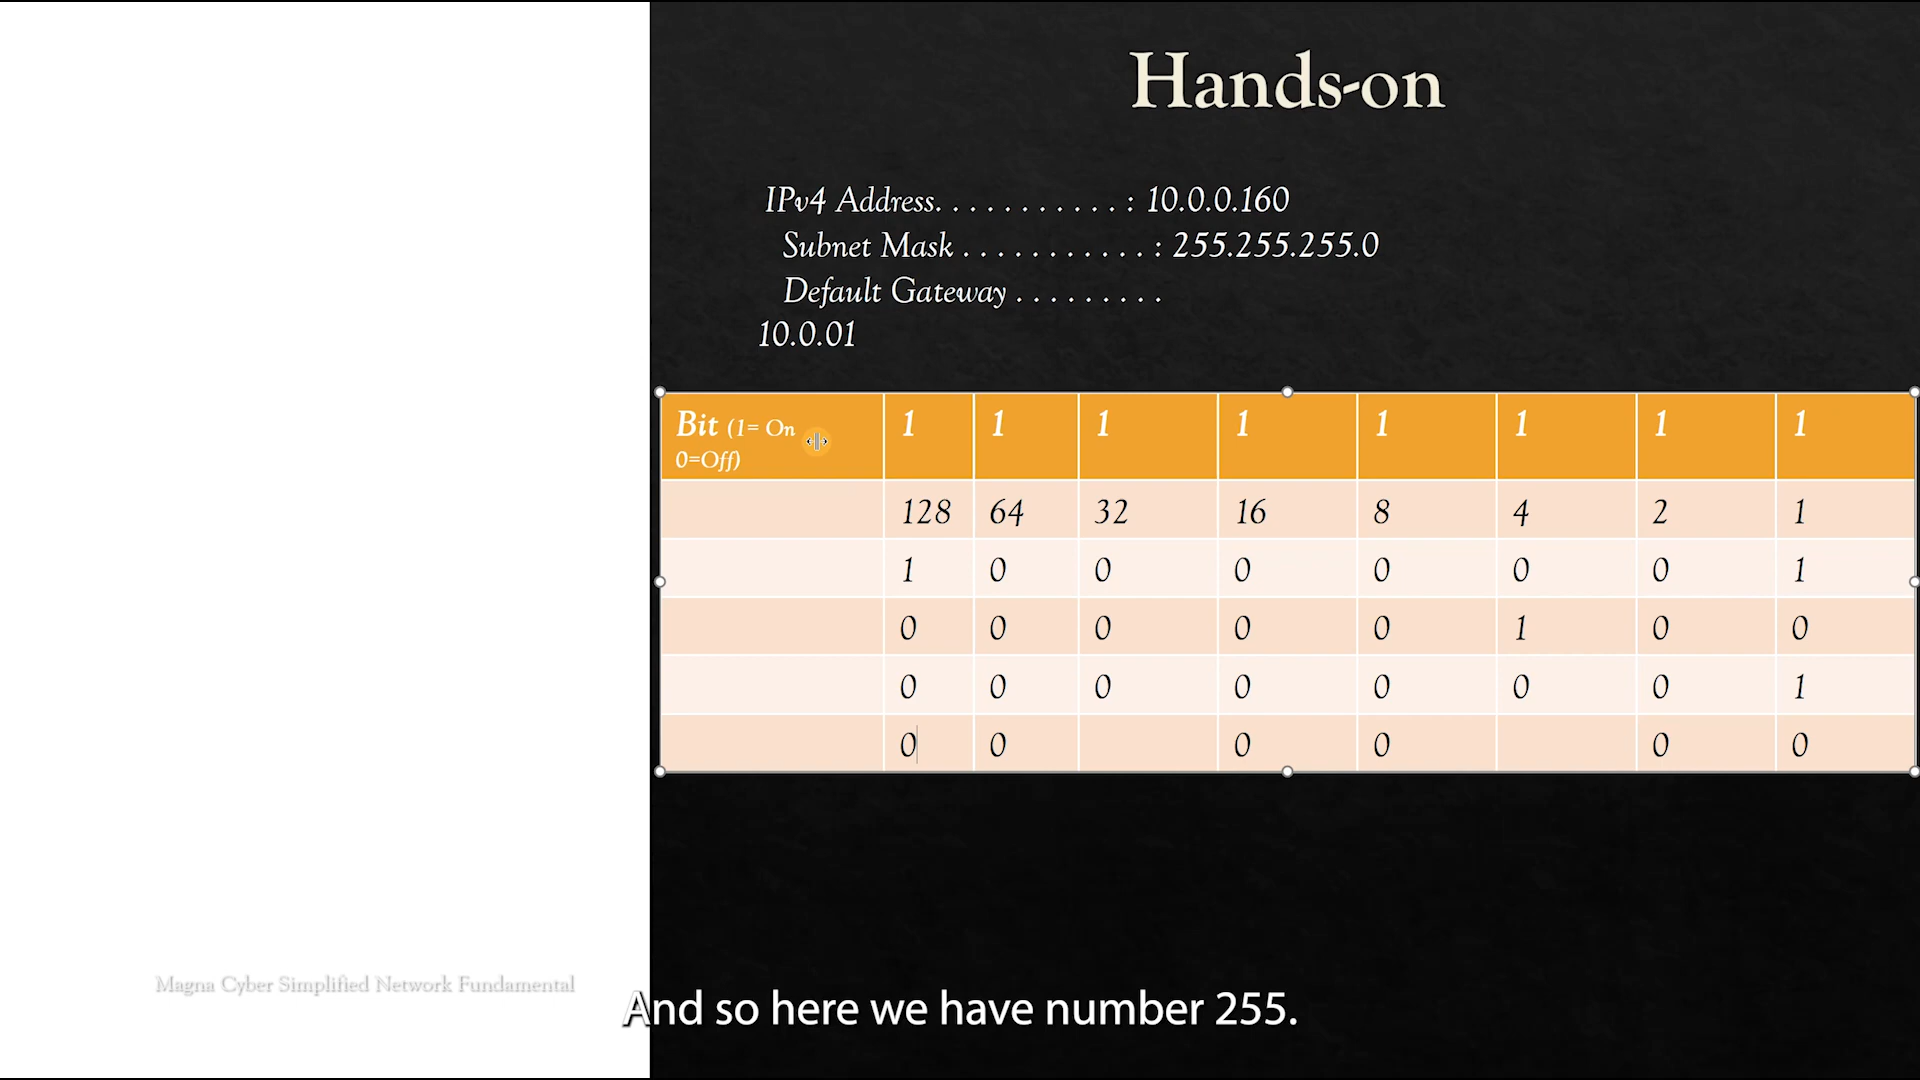 Hands-on
IPv4 Address. . . . . . . . . . . : 10.0.0.160
Subnet Mask . . . . . . . . . . . : 255.255.255.0
Default Gateway . . . . . . . . .
10.0.01
Bit (1= On 1 1 1 1 1 1 1 1
0=Off)
128 64 32 16 8 4 2 1
1 0 0 0 0 0 0 1
0 0 0 0 0 1 0 0
0 0 0 0 0 0 0 1
0 0 0 0 0 0
Magna Cyber Simplified Network Fundamental
And so here we have number 255.